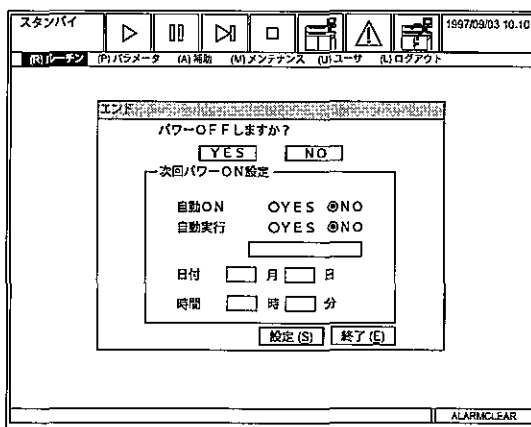 スタンバイ
1997/09/03 10.10
(R)ルーチン (P)パラメータ (A)補助 (M)メンテナンス (U)ユーザ (L)ログアウト
エンド
パワーOFFしますか?
YES NO
次回パワーON設定
自動ON OYES ◉NO
自動実行 OYES ◉NO
日付 月 日
時間 時 分
設定(S) 終了(E)
ALARMCLEAR